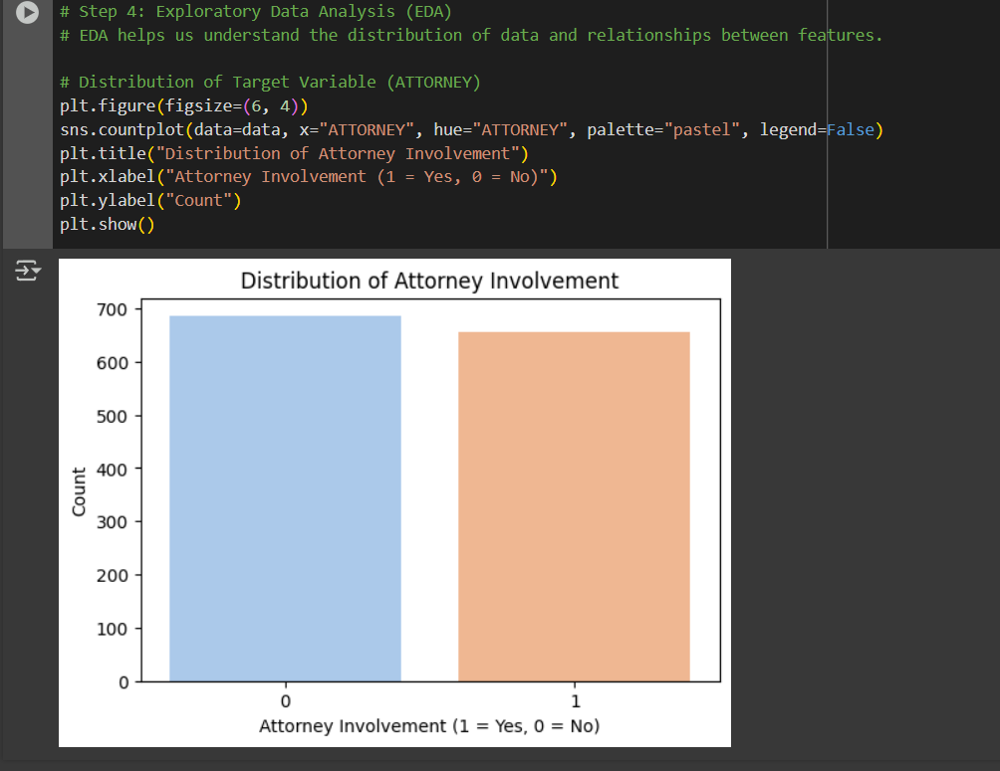 # Step 4: Exploratory Data Analysis (EDA)
# EDA helps us understand the distribution of data and relationships between features.
# Distribution of Target Variable (ATTORNEY)
plt.figure(figsize=(6, 4))
sns.countplot(data=data, x="ATTORNEY", hue="ATTORNEY", palette="pastel", legend=False)
plt.title("Distribution of Attorney Involvement")
plt.xlabel("Attorney Involvement (1 = Yes, 0 = No)")
plt.ylabel("Count")
plt.show()
Distribution of Attorney Involvement
700
600
500
400
300
200
100
0
Count
0 1
Attorney Involvement (1 = Yes, 0 = No)